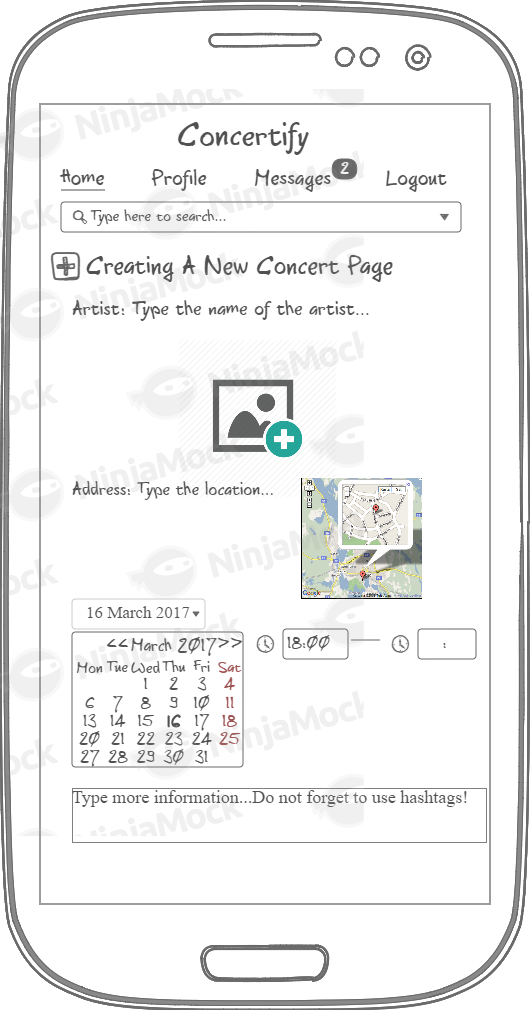 Concertify
Home Profile Messages 2 Logout
Type here to search...
Creating A New Concert Page
Artist: Type the name of the artist...
Address: Type the location...
Google
16 March 2017
<<March 2017>>
Mon Tue Wed Thu Fri Sat
1 2 3 4
6 7 8 9 10 11
13 14 15 16 17 18
20 21 22 23 24 25
27 28 29 30 31
18:00 :
Type more information...Do not forget to use hashtags!
NinjaMock